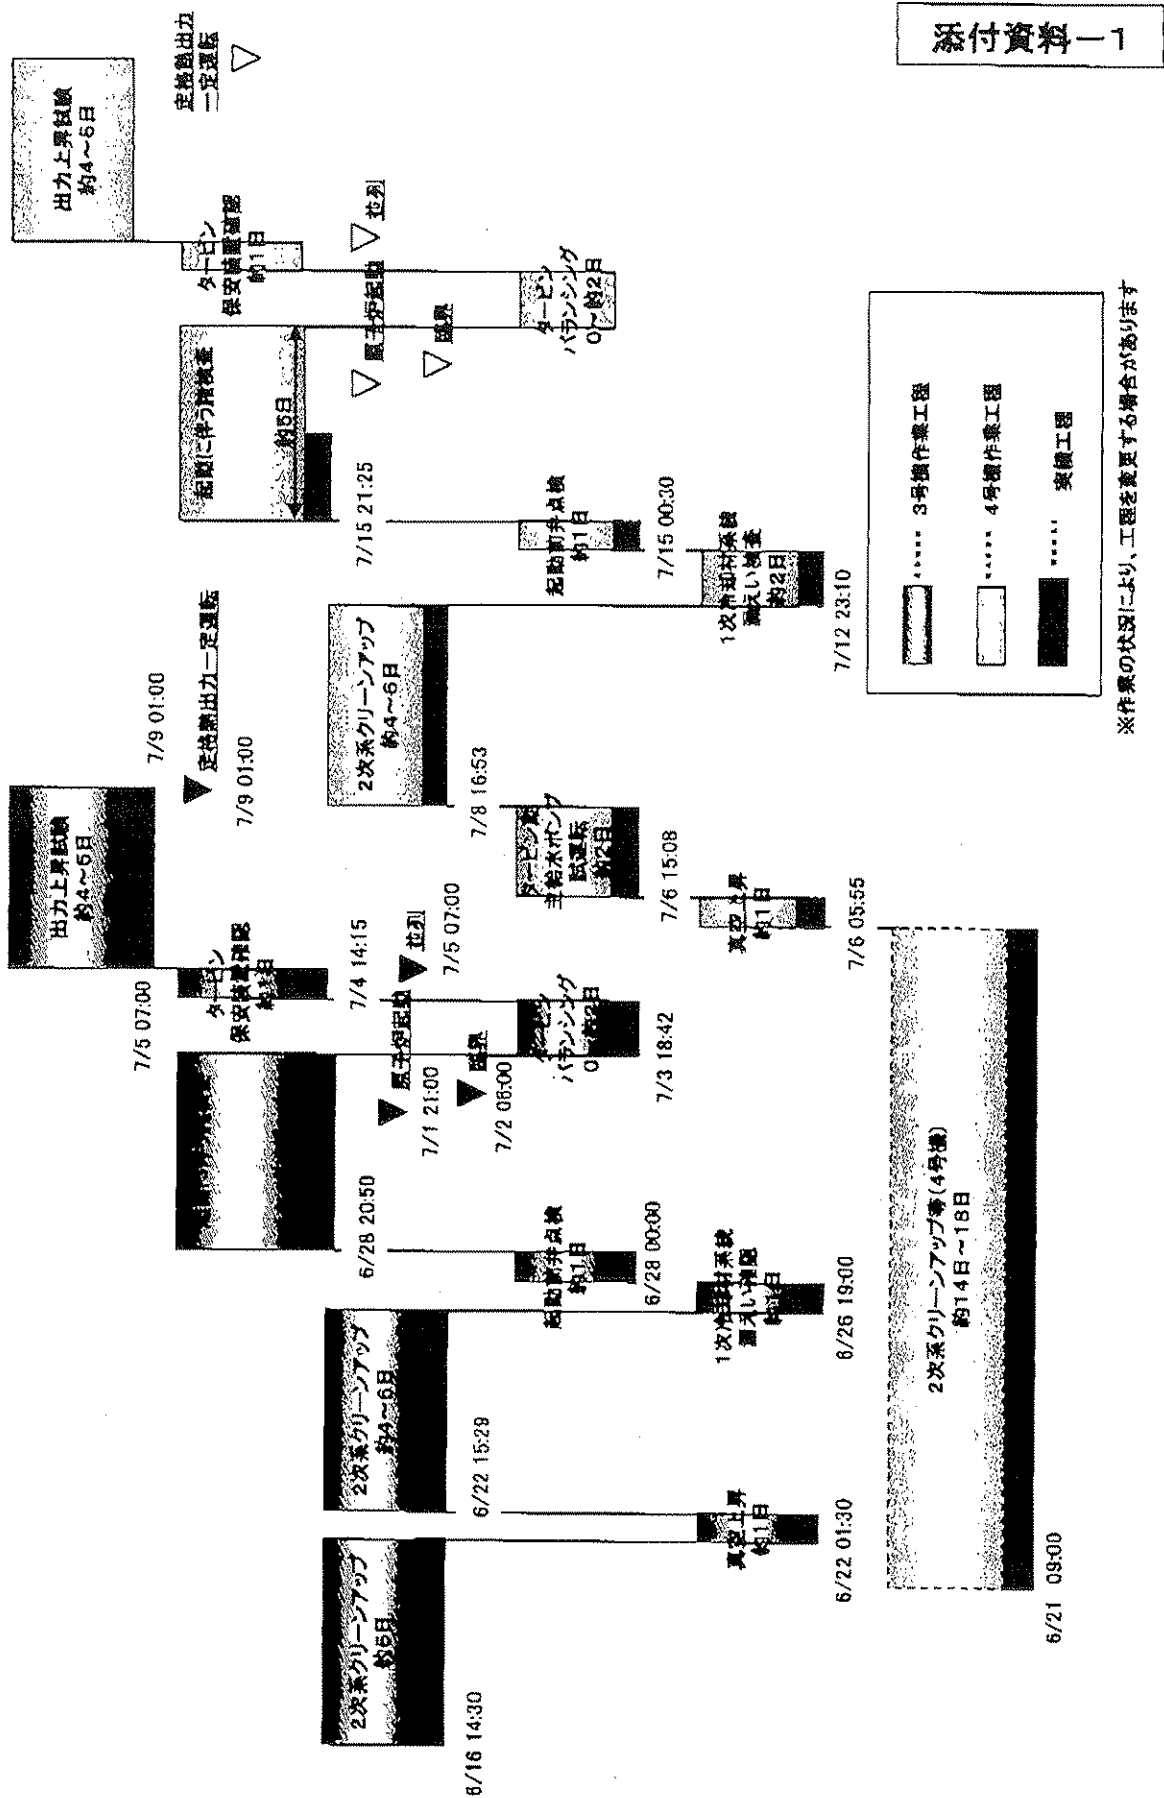 添付資料－1
2次系クリーンアップ
約5日
6/16 14:30
真空上昇
約1日
6/22 01:30
2次系クリーンアップ
約4～6日
6/22 15:29
1次冷却材系統
漏えい確認
6/26 19:00
起動前弁点検
約1日
6/28 00:00
6/28 20:50
原子炉起動
7/1 21:00
臨界
7/2 06:00
タービン
バランシング
0～約2日
7/3 18:42
タービン
保安装置確認
約1日
7/4 14:15
並列
7/5 07:00
出力上昇試験
約4～5日
7/5 07:00
7/9 01:00
定格熱出力一定運転
7/9 01:00
2次系クリーンアップ等(4号機)
約14日～18日
6/21 09:00
真空上昇
約1日
7/6 05:55
タービン動
主給水ポンプ
試運転
約2日
7/6 15:08
2次系クリーンアップ
約4～6日
7/8 16:53
1次冷却材系統
漏えい検査
約2日
7/12 23:10
起動前弁点検
約1日
7/15 00:30
起動に伴う諸検査
約5日
7/15 21:25
原子炉起動
臨界
タービン
バランシング
0～約2日
タービン
保安装置確認
約1日
並列
出力上昇試験
約4～5日
定格熱出力
一定運転
3号機作業工程
4号機作業工程
実績工程
※作業の状況により、工程を変更する場合があります